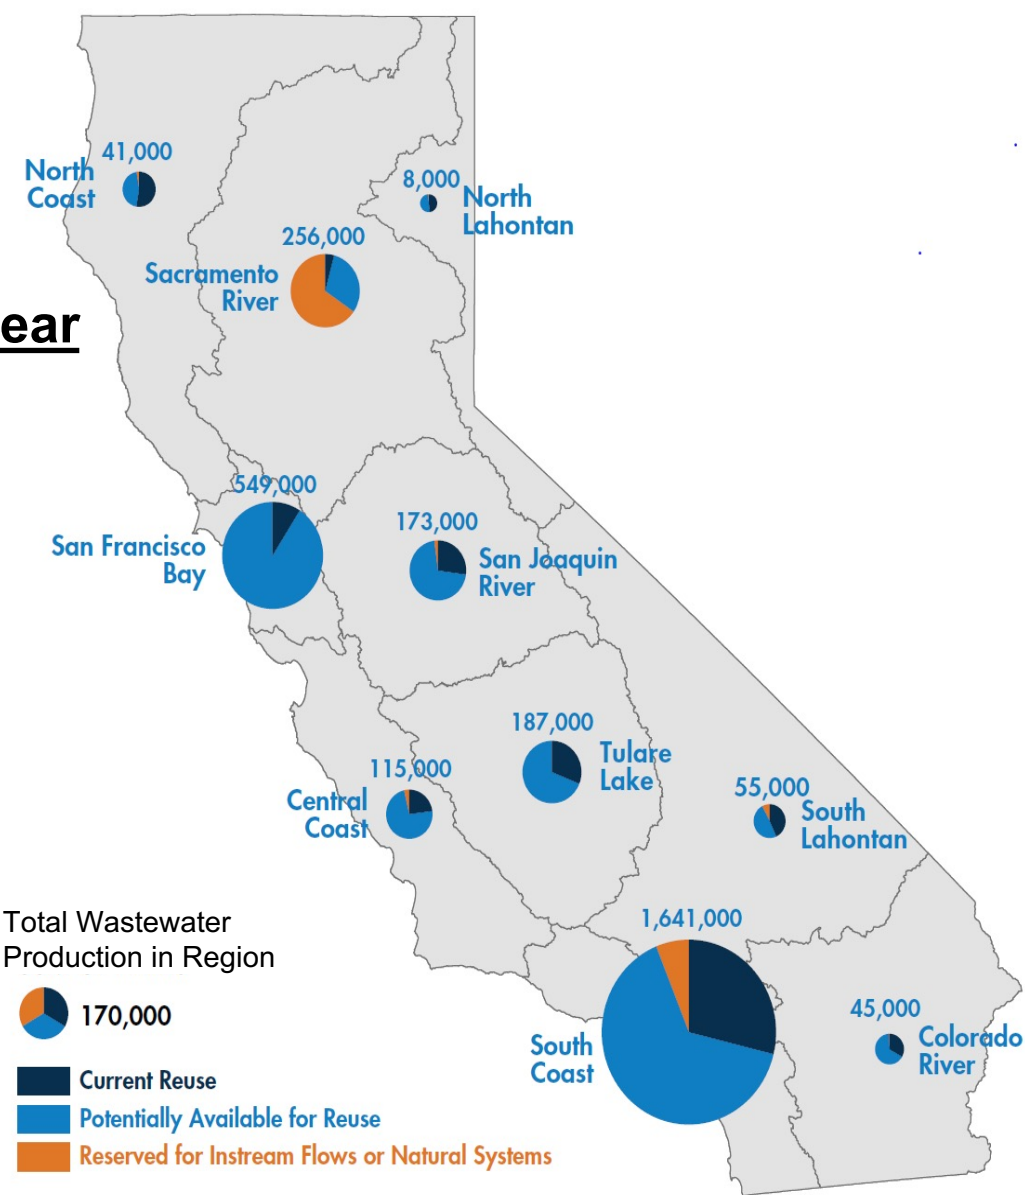 41,000
North
Coast
8,000
North
Lahontan
256,000
Sacramento
River
ear
549,000
San Francisco
Bay
173,000
San Joaquin
River
187,000
Tulare
Lake
115,000
Central
Coast
55,000
South
Lahontan
1,641,000
South
Coast
45,000
Colorado
River
Total Wastewater
Production in Region
170,000
Current Reuse
Potentially Available for Reuse
Reserved for Instream Flows or Natural Systems